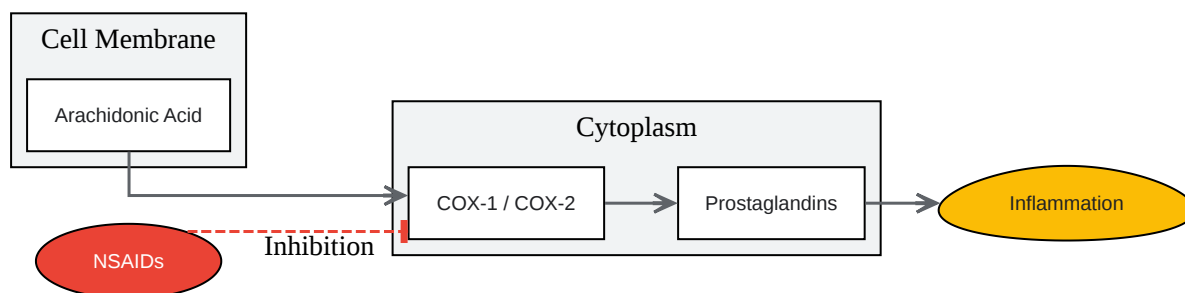 Cell Membrane
Arachidonic Acid
Cytoplasm
COX-1 / COX-2
Prostaglandins
Inflammation
Inhibition
NSAIDs